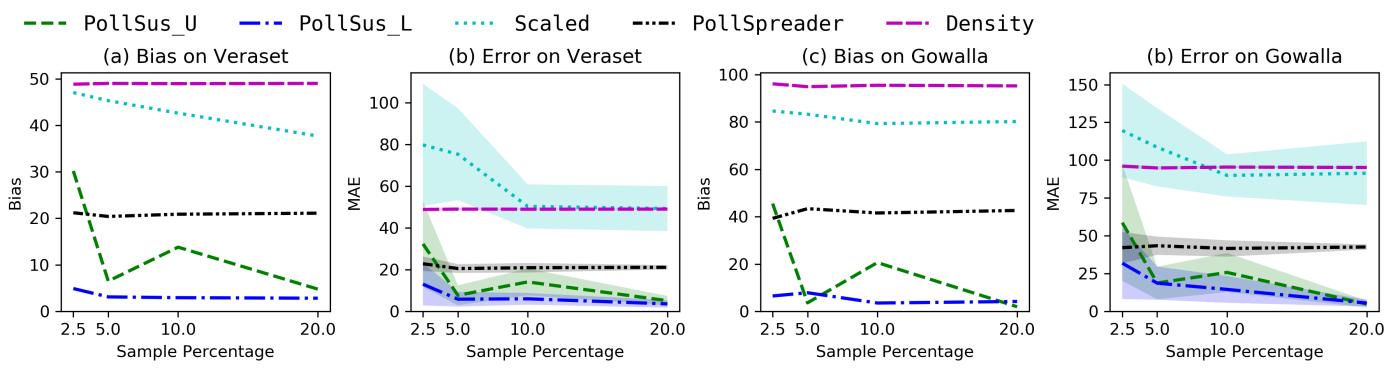 PollSus_U PollSus_L Scaled PollSpreader Density
(a) Bias on Veraset
50
40
30
20
10
0
Bias
2.5 5.0 10.0 20.0
Sample Percentage
(b) Error on Veraset
100
80
60
40
20
0
MAE
2.5 5.0 10.0 20.0
Sample Percentage
(c) Bias on Gowalla
100
80
60
40
20
0
Bias
2.5 5.0 10.0 20.0
Sample Percentage
(b) Error on Gowalla
150
125
100
75
50
25
0
MAE
2.5 5.0 10.0 20.0
Sample Percentage